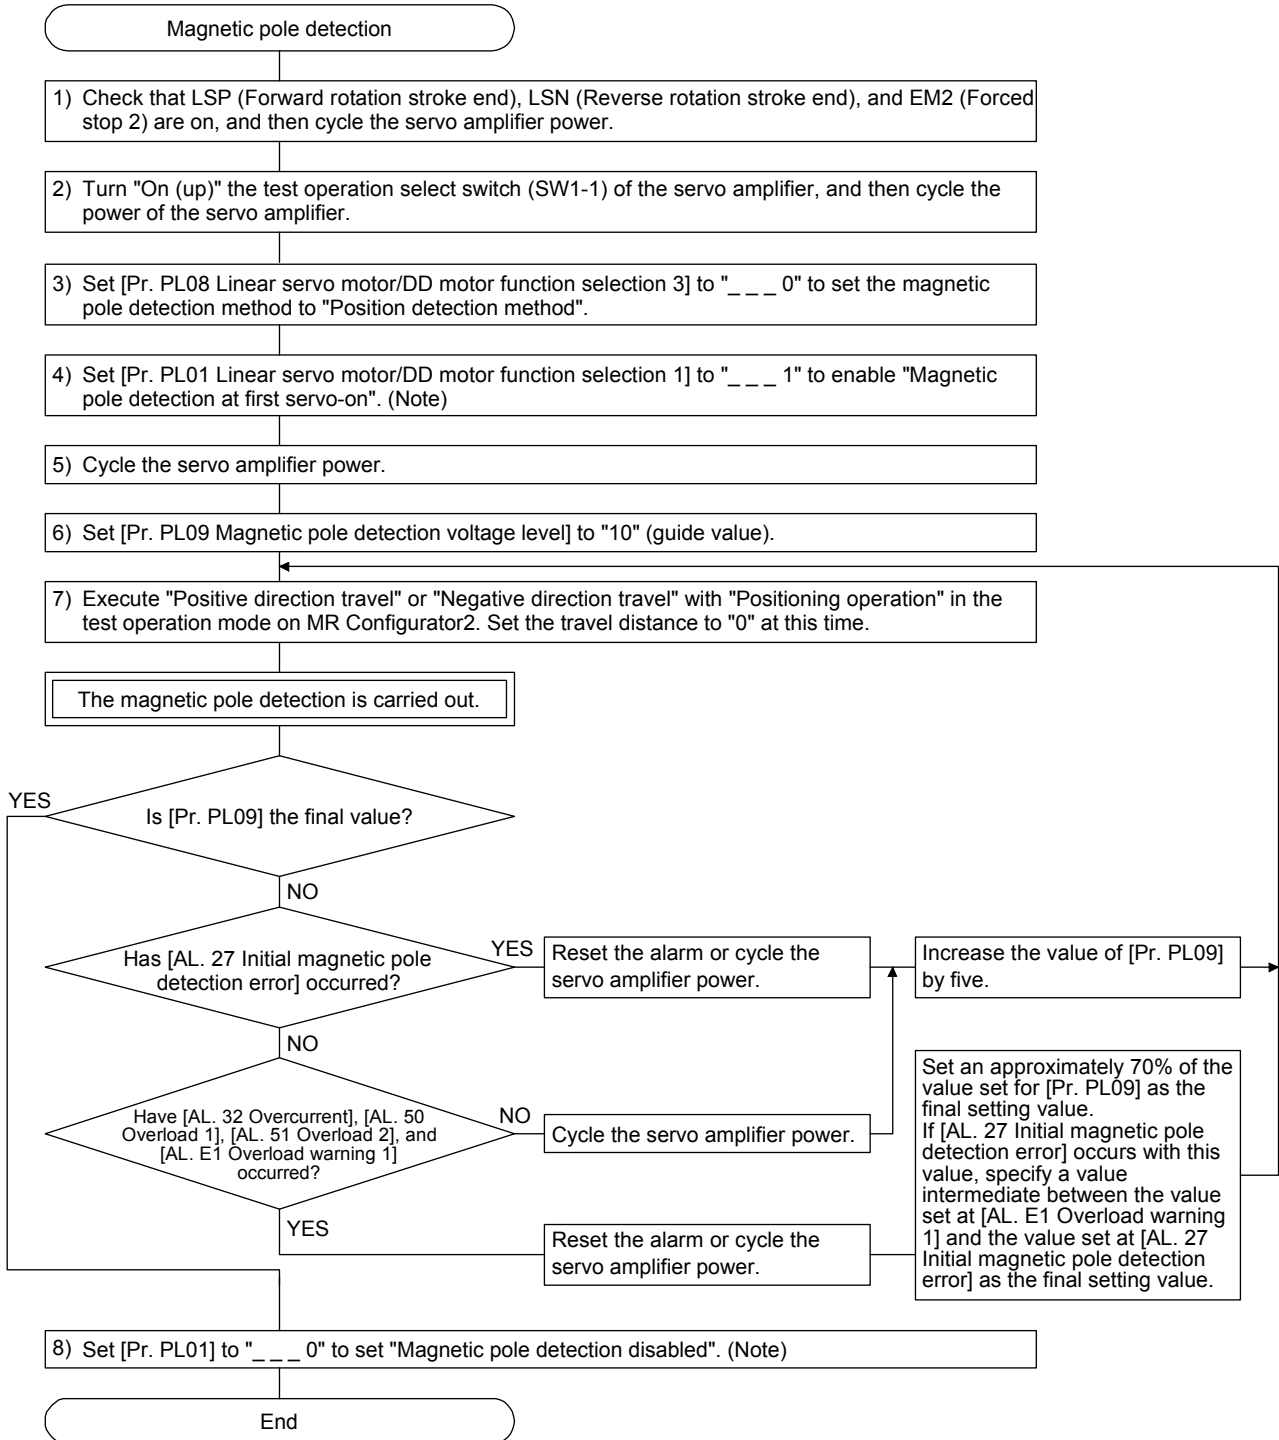 Magnetic pole detection
1) Check that LSP (Forward rotation stroke end), LSN (Reverse rotation stroke end), and EM2 (Forced
stop 2) are on, and then cycle the servo amplifier power.
2) Turn "On (up)" the test operation select switch (SW1-1) of the servo amplifier, and then cycle the
power of the servo amplifier.
3) Set [Pr. PL08 Linear servo motor/DD motor function selection 3] to "_ _ _ 0" to set the magnetic
pole detection method to "Position detection method".
4) Set [Pr. PL01 Linear servo motor/DD motor function selection 1] to "_ _ _ 1" to enable "Magnetic
pole detection at first servo-on". (Note)
5) Cycle the servo amplifier power.
6) Set [Pr. PL09 Magnetic pole detection voltage level] to "10" (guide value).
7) Execute "Positive direction travel" or "Negative direction travel" with "Positioning operation" in the
test operation mode on MR Configurator2. Set the travel distance to "0" at this time.
The magnetic pole detection is carried out.
YES
Is [Pr. PL09] the final value?
NO
Has [AL. 27 Initial magnetic pole
detection error] occurred?
YES
Reset the alarm or cycle the
servo amplifier power.
Increase the value of [Pr. PL09]
by five.
NO
Have [AL. 32 Overcurrent], [AL. 50
Overload 1], [AL. 51 Overload 2], and
[AL. E1 Overload warning 1]
occurred?
NO
Cycle the servo amplifier power.
YES
Reset the alarm or cycle the
servo amplifier power.
Set an approximately 70% of the
value set for [Pr. PL09] as the
final setting value.
If [AL. 27 Initial magnetic pole
detection error] occurs with this
value, specify a value
intermediate between the value
set at [AL. E1 Overload warning
1] and the value set at [AL. 27
Initial magnetic pole detection
error] as the final setting value.
8) Set [Pr. PL01] to "_ _ _ 0" to set "Magnetic pole detection disabled". (Note)
End